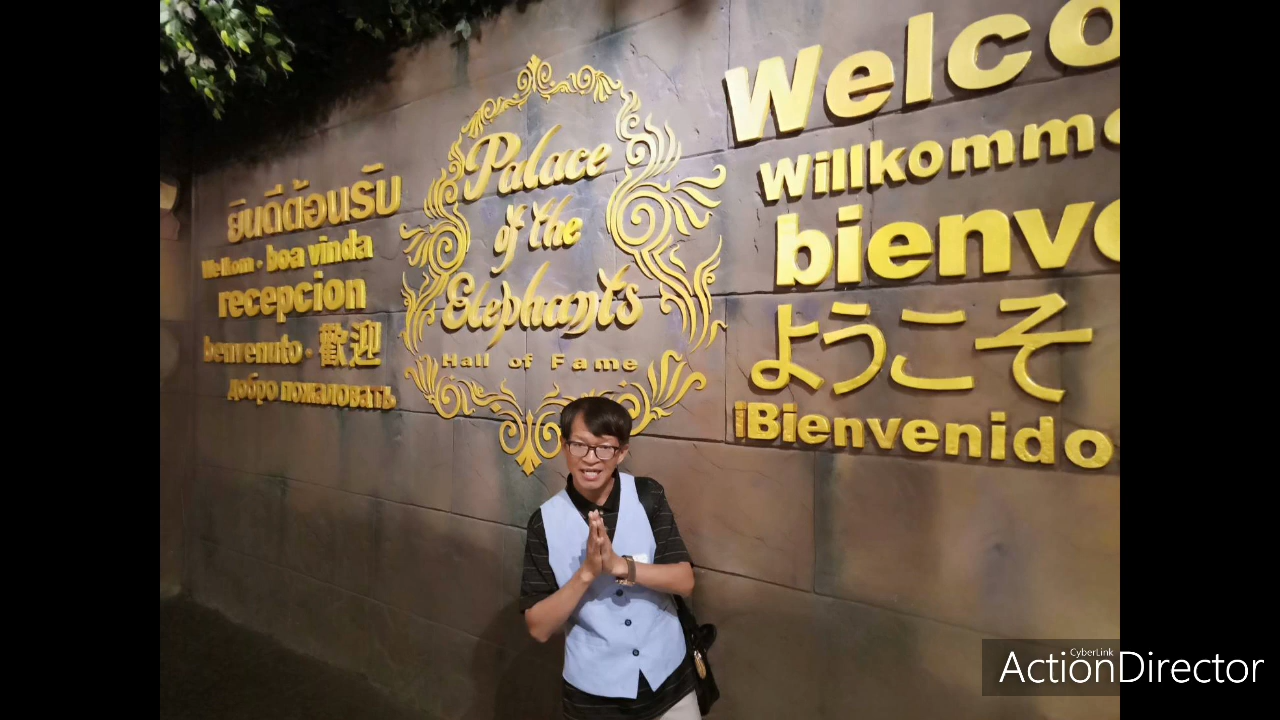 ยินดีต้อนรับ
Welkom · boa vinda
recepcion
benvenuto · 歡迎
добро пожаловать
Palace
of the
Elephants
Hall of Fame
Welco
Willkomme
bienve
ようこそ
¡Bienvenido
CyberLink
ActionDirector